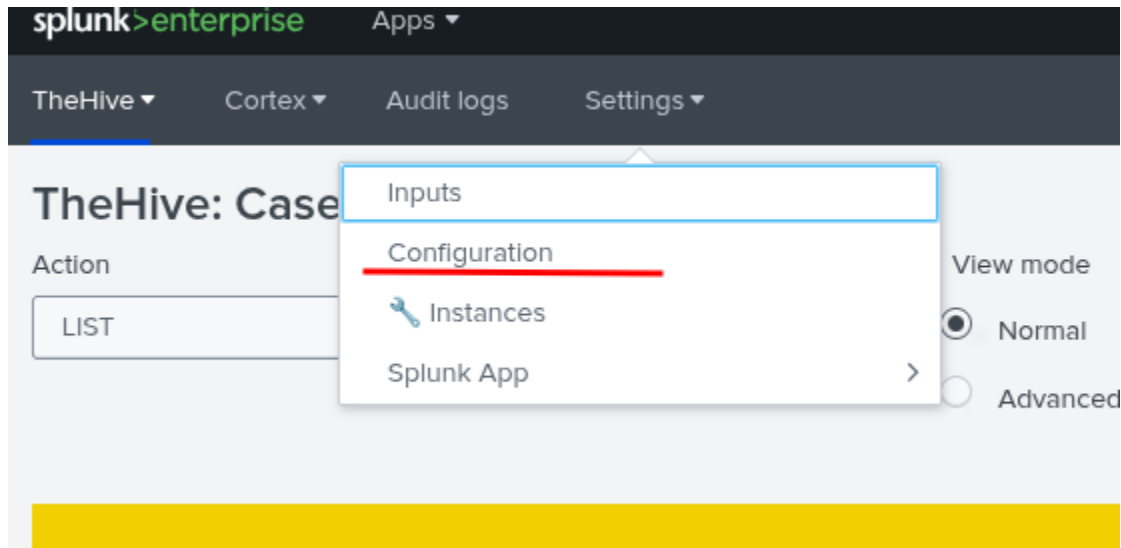 splunk>enterprise Apps
TheHive Cortex Audit logs Settings
TheHive: Case
Inputs
Configuration
Action
View mode
LIST
Instances
Normal
Splunk App
Advanced